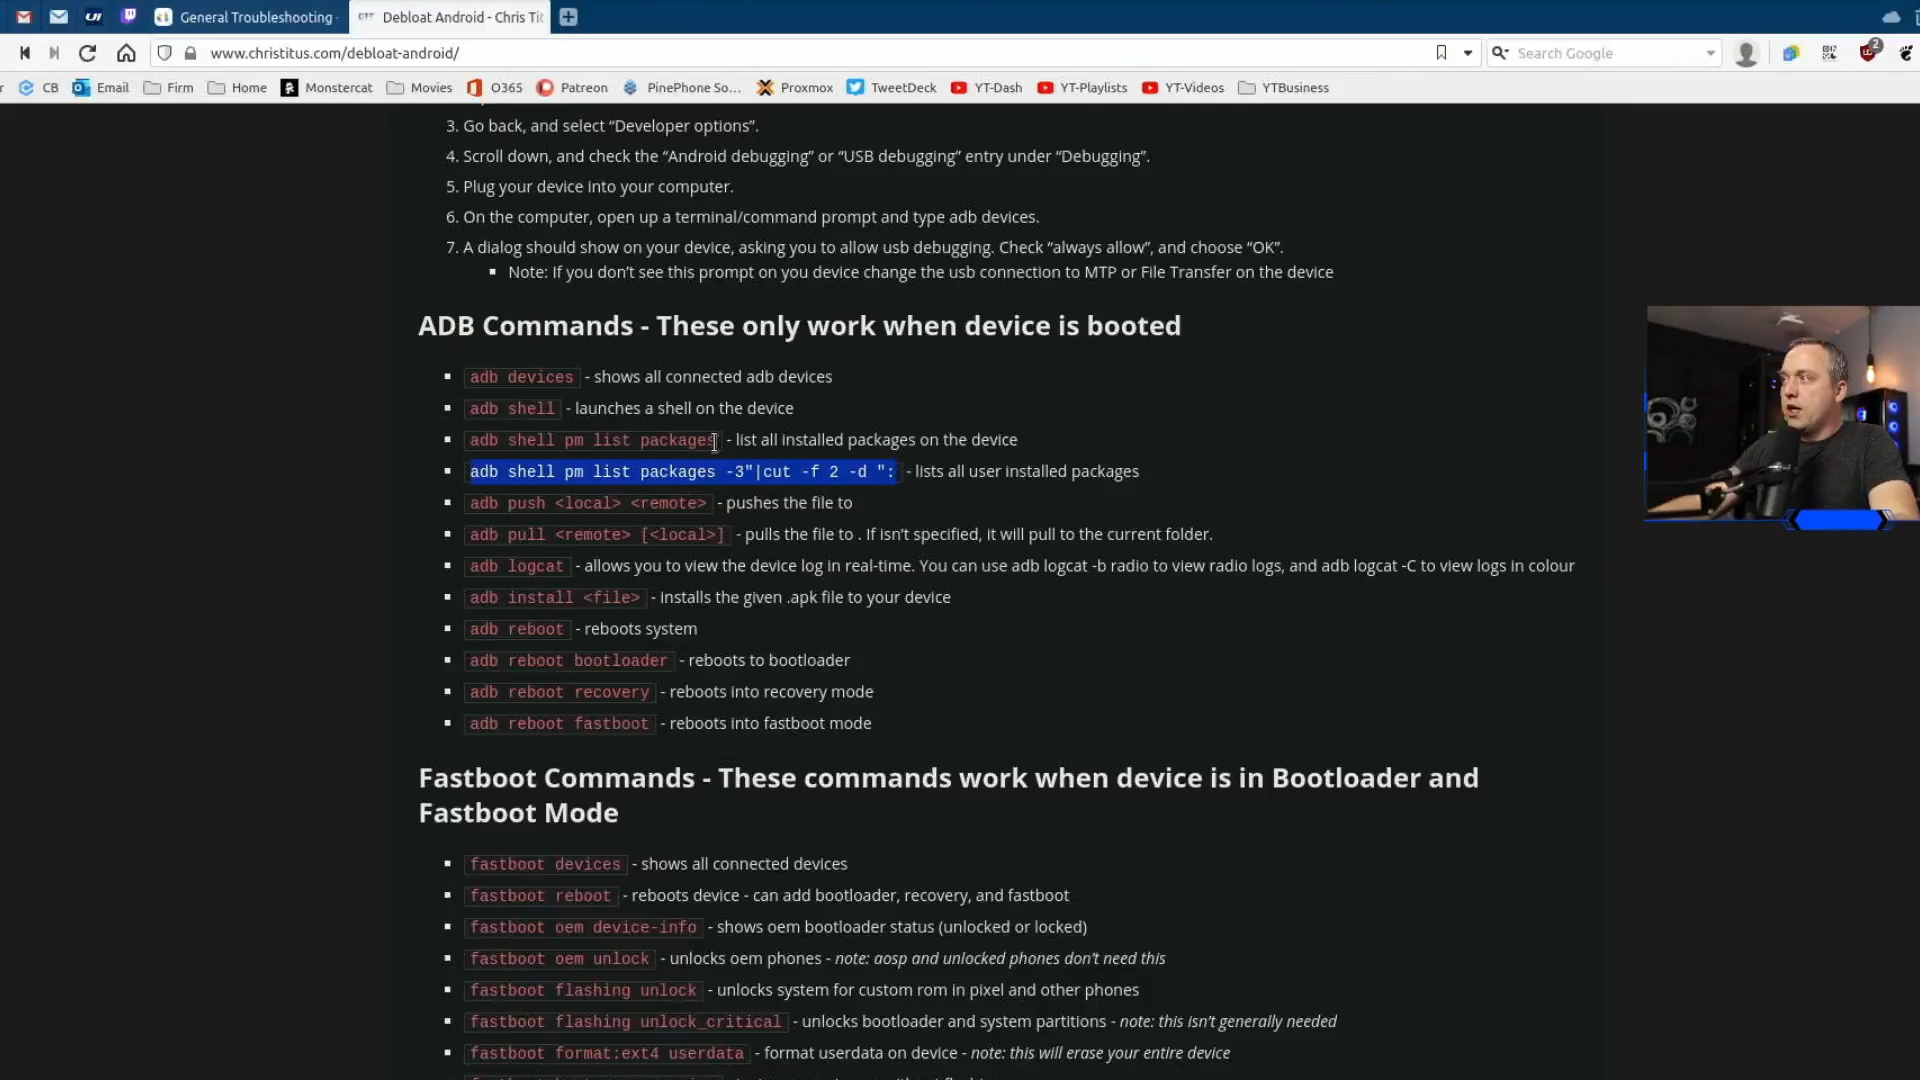 General Troubleshooting
Debloat Android - Chris Tit
www.christitus.com/debloat-android/
Search Google
2
CB
Email
Firm
Home
Monstercat
Movies
O365
Patreon
PinePhone So...
Proxmox
TweetDeck
YT-Dash
YT-Playlists
YT-Videos
YTBusiness
3. Go back, and select “Developer options”.
4. Scroll down, and check the “Android debugging” or “USB debugging” entry under “Debugging”.
5. Plug your device into your computer.
6. On the computer, open up a terminal/command prompt and type adb devices.
7. A dialog should show on your device, asking you to allow usb debugging. Check “always allow”, and choose “OK”.
Note: If you don’t see this prompt on you device change the usb connection to MTP or File Transfer on the device
ADB Commands - These only work when device is booted
adb devices - shows all connected adb devices
adb shell - launches a shell on the device
adb shell pm list packages - list all installed packages on the device
adb shell pm list packages -3"|cut -f 2 -d ": - lists all user installed packages
adb push <local> <remote> - pushes the file to
adb pull <remote> [<local>] - pulls the file to . If isn’t specified, it will pull to the current folder.
adb logcat - allows you to view the device log in real-time. You can use adb logcat -b radio to view radio logs, and adb logcat -C to view logs in colour
adb install <file> - installs the given .apk file to your device
adb reboot - reboots system
adb reboot bootloader - reboots to bootloader
adb reboot recovery - reboots into recovery mode
adb reboot fastboot - reboots into fastboot mode
Fastboot Commands - These commands work when device is in Bootloader and
Fastboot Mode
fastboot devices - shows all connected devices
fastboot reboot - reboots device - can add bootloader, recovery, and fastboot
fastboot oem device-info - shows oem bootloader status (unlocked or locked)
fastboot oem unlock - unlocks oem phones - note: aosp and unlocked phones don’t need this
fastboot flashing unlock - unlocks system for custom rom in pixel and other phones
fastboot flashing unlock_critical - unlocks bootloader and system partitions - note: this isn’t generally needed
fastboot format:ext4 userdata - format userdata on device - note: this will erase your entire device